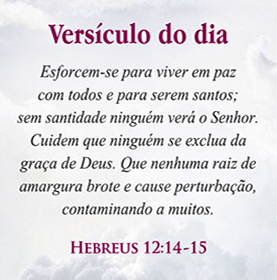 Versículo do dia
Esforcem-se para viver em paz
com todos e para serem santos;
sem santidade ninguém verá o Senhor.
Cuidem que ninguém se exclua da
graça de Deus. Que nenhuma raiz de
amargura brote e cause perturbação,
contaminando a muitos.
Hebreus 12:14-15